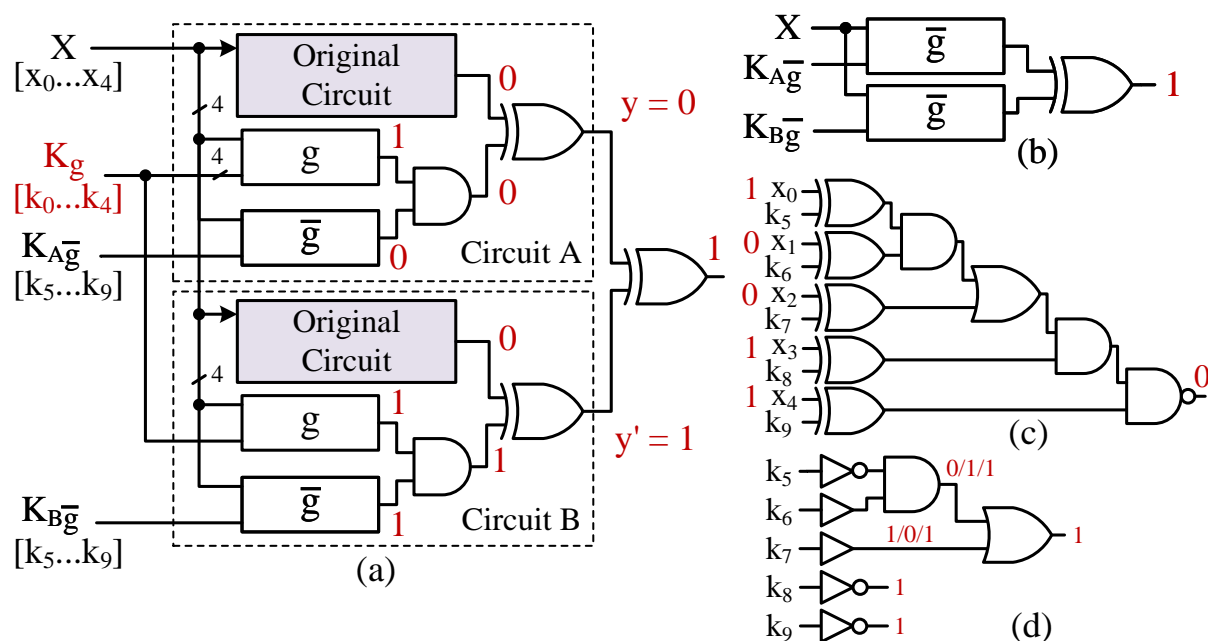 X
[x0...x4]
4
Original
Circuit
0
y = 0
Kg
[k0...k4]
4
g
1
0
KAg̅
[k5...k9]
g̅
0
Circuit A
1
4
Original
Circuit
0
g
1
y' = 1
1
KBg̅
[k5...k9]
g̅
1
Circuit B
(a)
X
g̅
KAg̅
1
g̅
KBg̅
(b)
1 x0
k5
0 x1
k6
0 x2
k7
1 x3
k8
1 x4
k9
0
(c)
k5
0/1/1
k6
k7
1/0/1
1
k8
1
k9
1
(d)